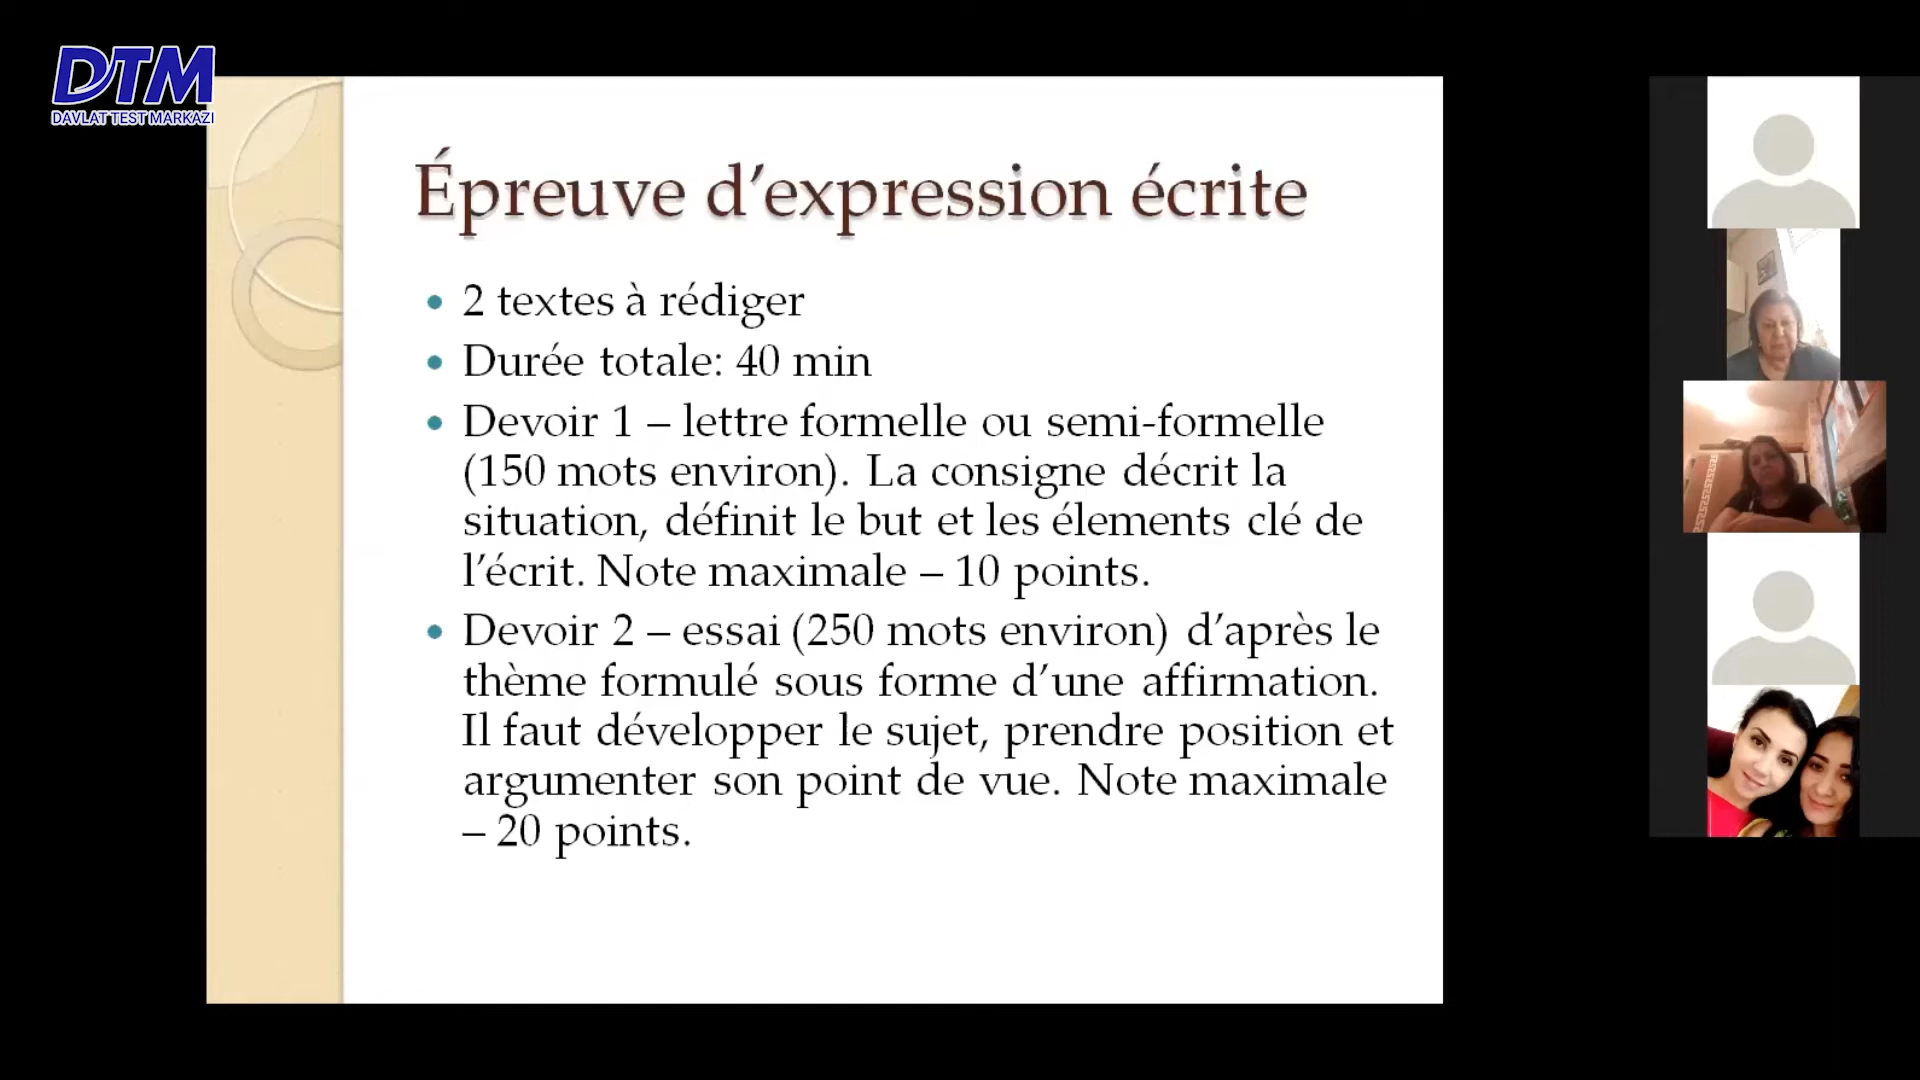 DTM
DAVLAT TEST MARKAZI
Épreuve d’expression écrite
• 2 textes à rédiger
• Durée totale: 40 min
• Devoir 1 – lettre formelle ou semi-formelle
(150 mots environ). La consigne décrit la
situation, définit le but et les élements clé de
l’écrit. Note maximale – 10 points.
• Devoir 2 – essai (250 mots environ) d’après le
thème formulé sous forme d’une affirmation.
Il faut développer le sujet, prendre position et
argumenter son point de vue. Note maximale
– 20 points.